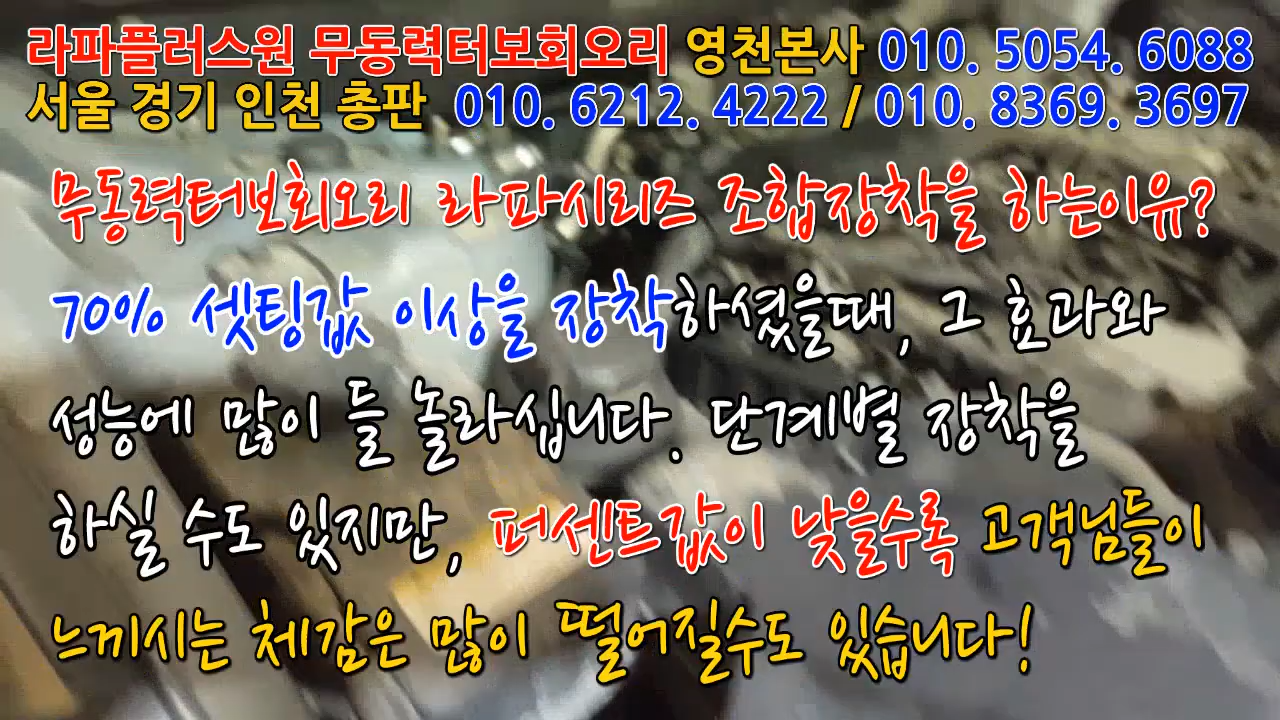 라파플러스원 무동력터보회오리 영천본사 010. 5054. 6088
서울 경기 인천 총판 010. 6212. 4222 / 010. 8369. 3697
무동력터보회오리 라파시리즈 조합장착을 하는이유?
70% 셋팅값 이상을 장착하셨을때, 그 효과와
성능에 많이 들 놀라십니다. 단계별 장착을
하실 수도 있지만, 퍼센트값이 낮을수록 고객님들이
느끼시는 체감은 많이 떨어질수도 있습니다!